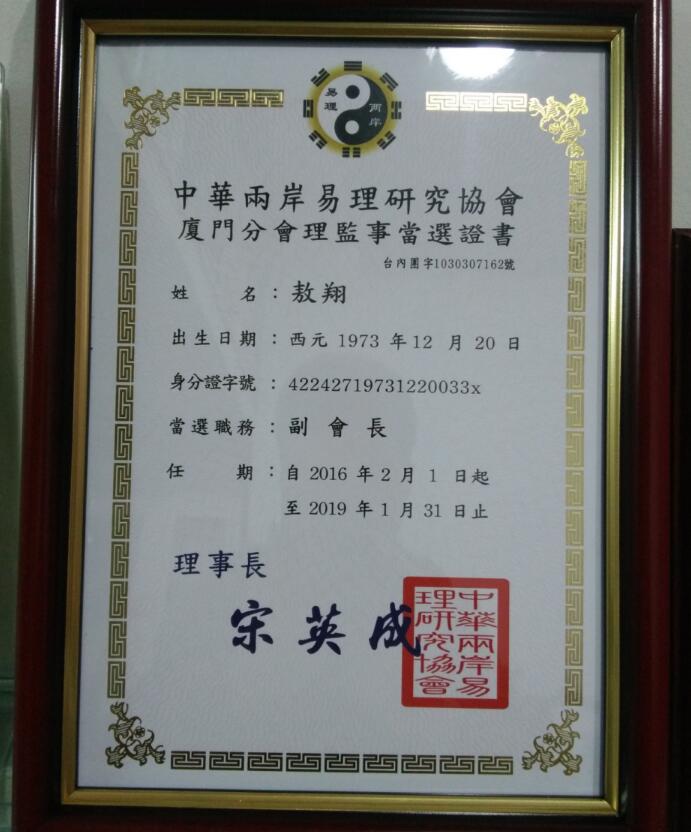 易理
兩岸
中華兩岸易理研究協會
廈門分會理監事當選證書
台內團字1030307162號
姓 名：敖翔
出生日期：西元 1973 年 12 月 20 日
身分證字號：42242719731220033x
當選職務：副會長
任 期：自 2016 年 2 月 1 日起
至 2019 年 1 月 31 日止
理事長
宋英成
中華兩岸易
理研究協會